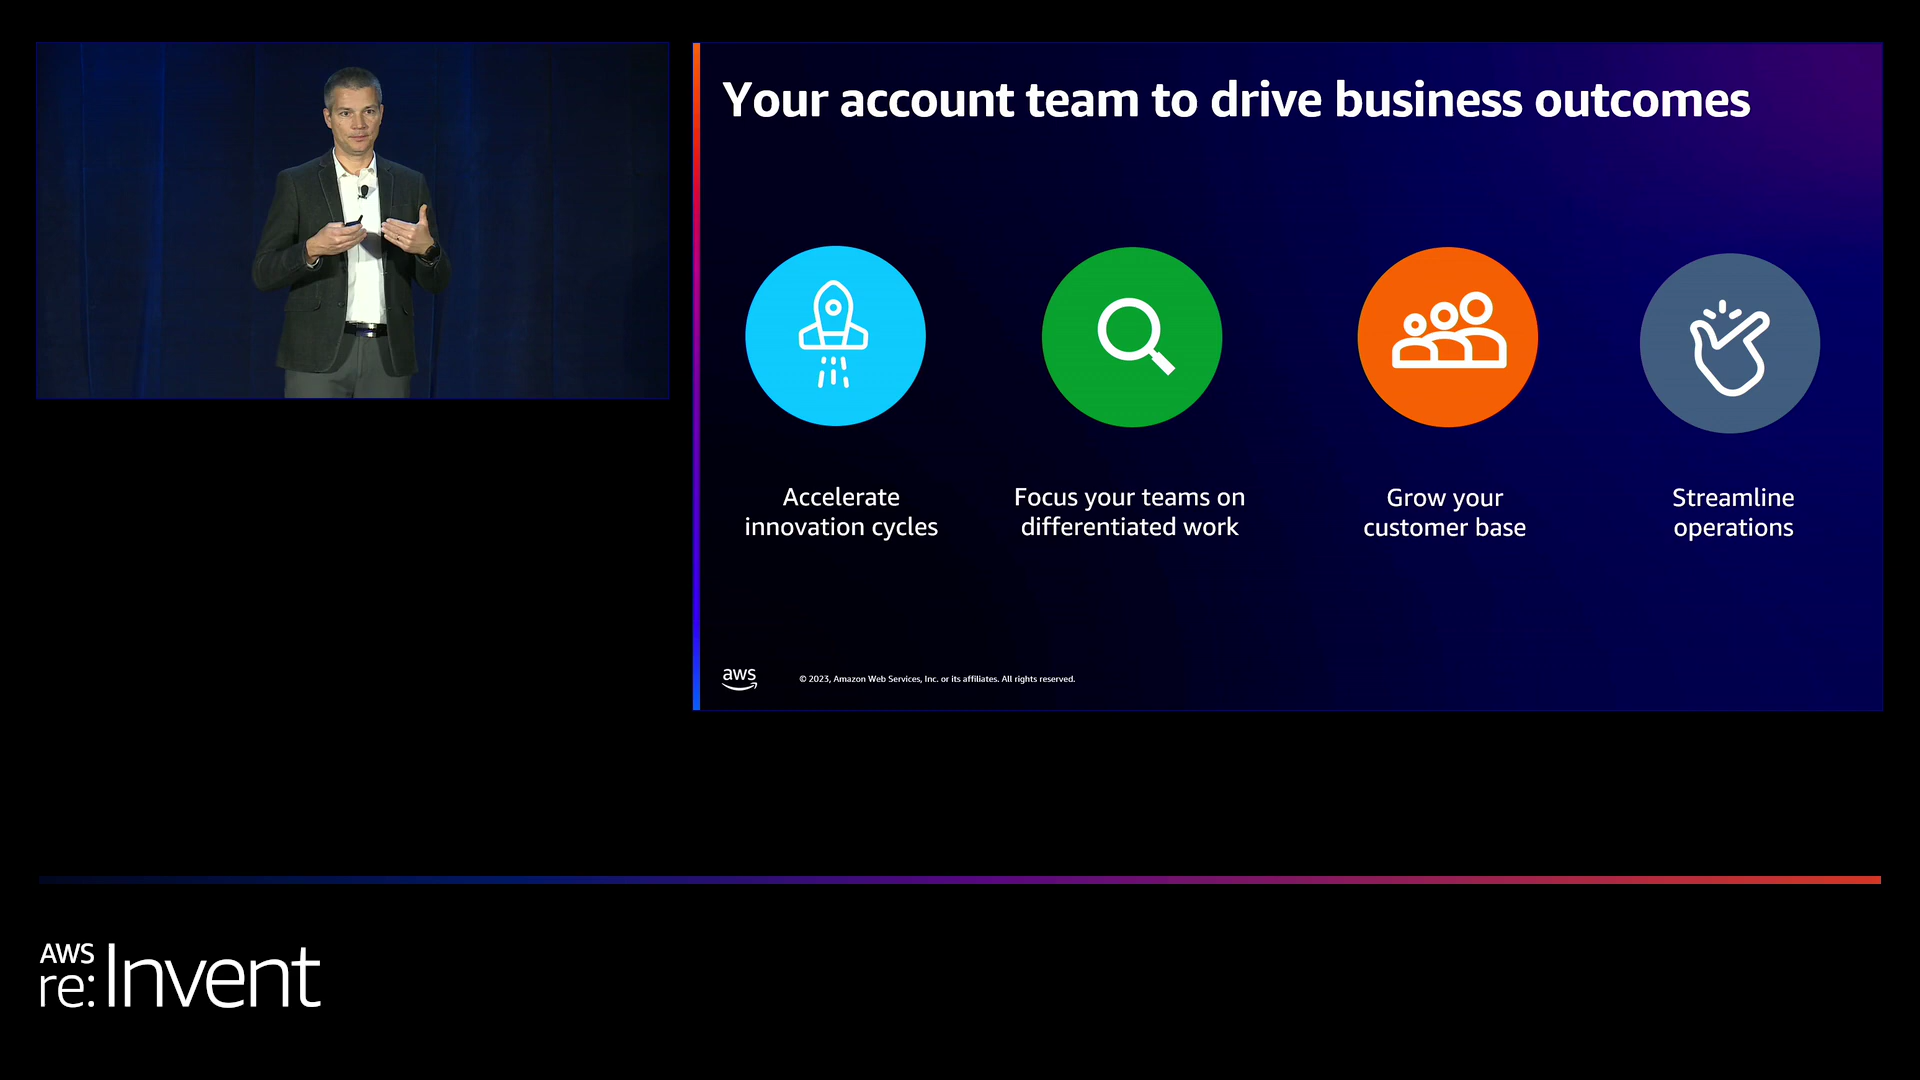 Your account team to drive business outcomes
Accelerate
innovation cycles
Focus your teams on
differentiated work
Grow your
customer base
Streamline
operations
aws
© 2023, Amazon Web Services, Inc. or its affiliates. All rights reserved.
AWS
re:Invent